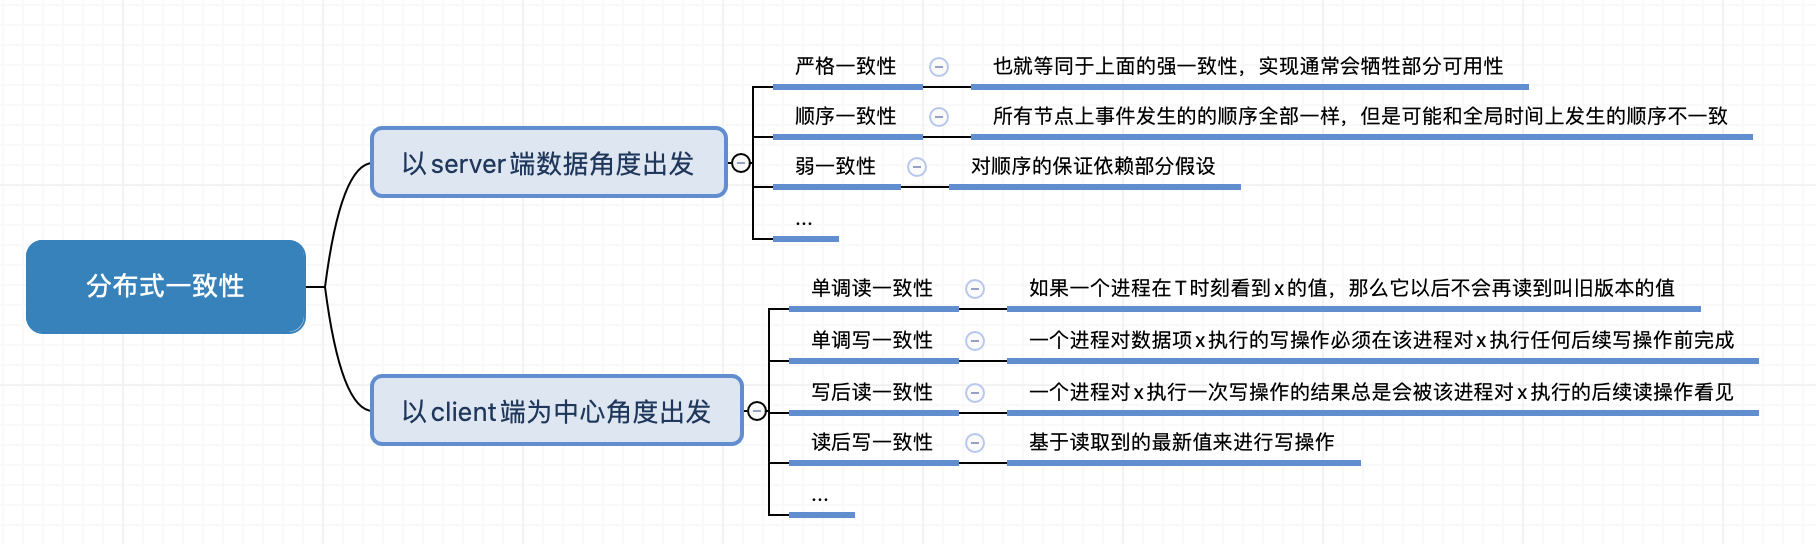 分布式一致性
以server端数据角度出发
严格一致性
也就等同于上面的强一致性，实现通常会牺牲部分可用性
顺序一致性
所有节点上事件发生的的顺序全部一样，但是可能和全局时间上发生的顺序不一致
弱一致性
对顺序的保证依赖部分假设
...
以client端为中心角度出发
单调读一致性
如果一个进程在T时刻看到x的值，那么它以后不会再读到叫旧版本的值
单调写一致性
一个进程对数据项x执行的写操作必须在该进程对x执行任何后续写操作前完成
写后读一致性
一个进程对x执行一次写操作的结果总是会被该进程对x执行的后续读操作看见
读后写一致性
基于读取到的最新值来进行写操作
...